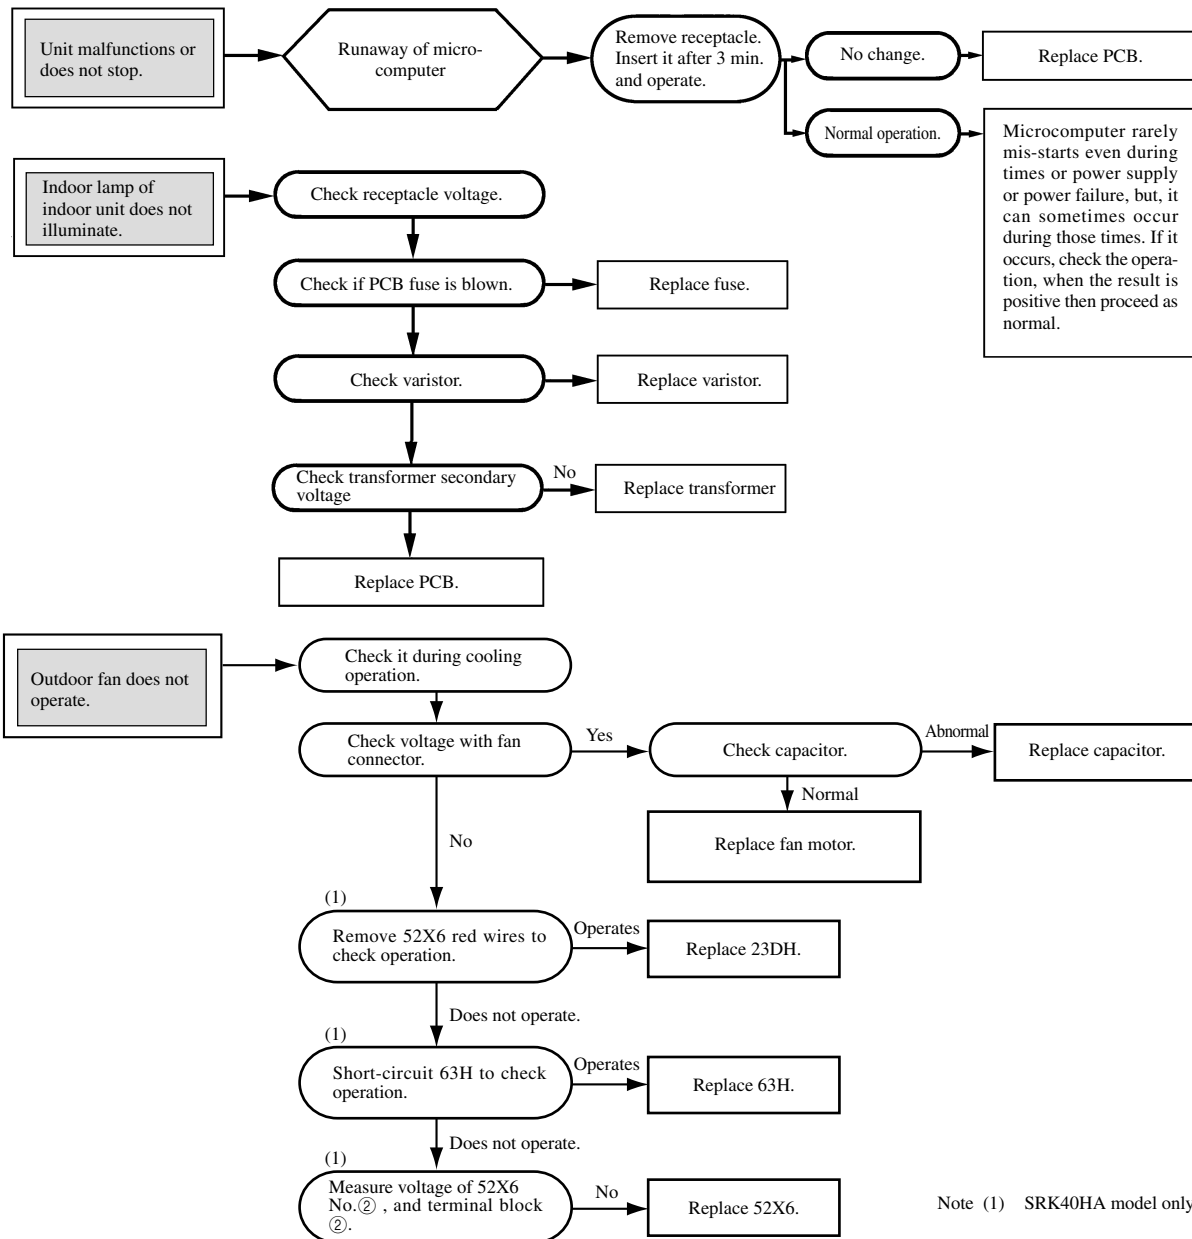 Unit malfunctions or
does not stop.
Runaway of micro-
computer
Remove receptacle.
Insert it after 3 min.
and operate.
No change.
Replace PCB.
Normal operation.
Microcomputer rarely
mis-starts even during
times or power supply
or power failure, but, it
can sometimes occur
during those times. If it
occurs, check the opera-
tion, when the result is
positive then proceed as
normal.
Indoor lamp of
indoor unit does not
illuminate.
Check receptacle voltage.
Check if PCB fuse is blown.
Replace fuse.
Check varistor.
Replace varistor.
Check transformer secondary
voltage
No
Replace transformer
Replace PCB.
Outdoor fan does not
operate.
Check it during cooling
operation.
Check voltage with fan
connector.
Yes
Check capacitor.
Abnormal
Replace capacitor.
Normal
Replace fan motor.
No
(1)
Remove 52X6 red wires to
check operation.
Operates
Replace 23DH.
Does not operate.
(1)
Short-circuit 63H to check
operation.
Operates
Replace 63H.
Does not operate.
(1)
Measure voltage of 52X6
No.② , and terminal block
②.
No
Replace 52X6.
Note (1) SRK40HA model only